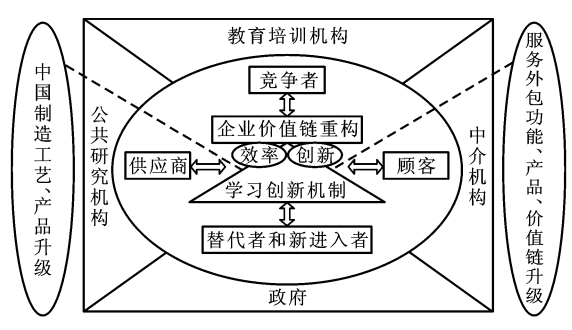 教育培训机构
竞争者
企业价值链重构
效率
创新
供应商
顾客
学习创新机制
替代者和新进入者
政府
公共研究机构
中介机构
中国制造工艺、产品升级
服务外包功能、产品、价值链升级